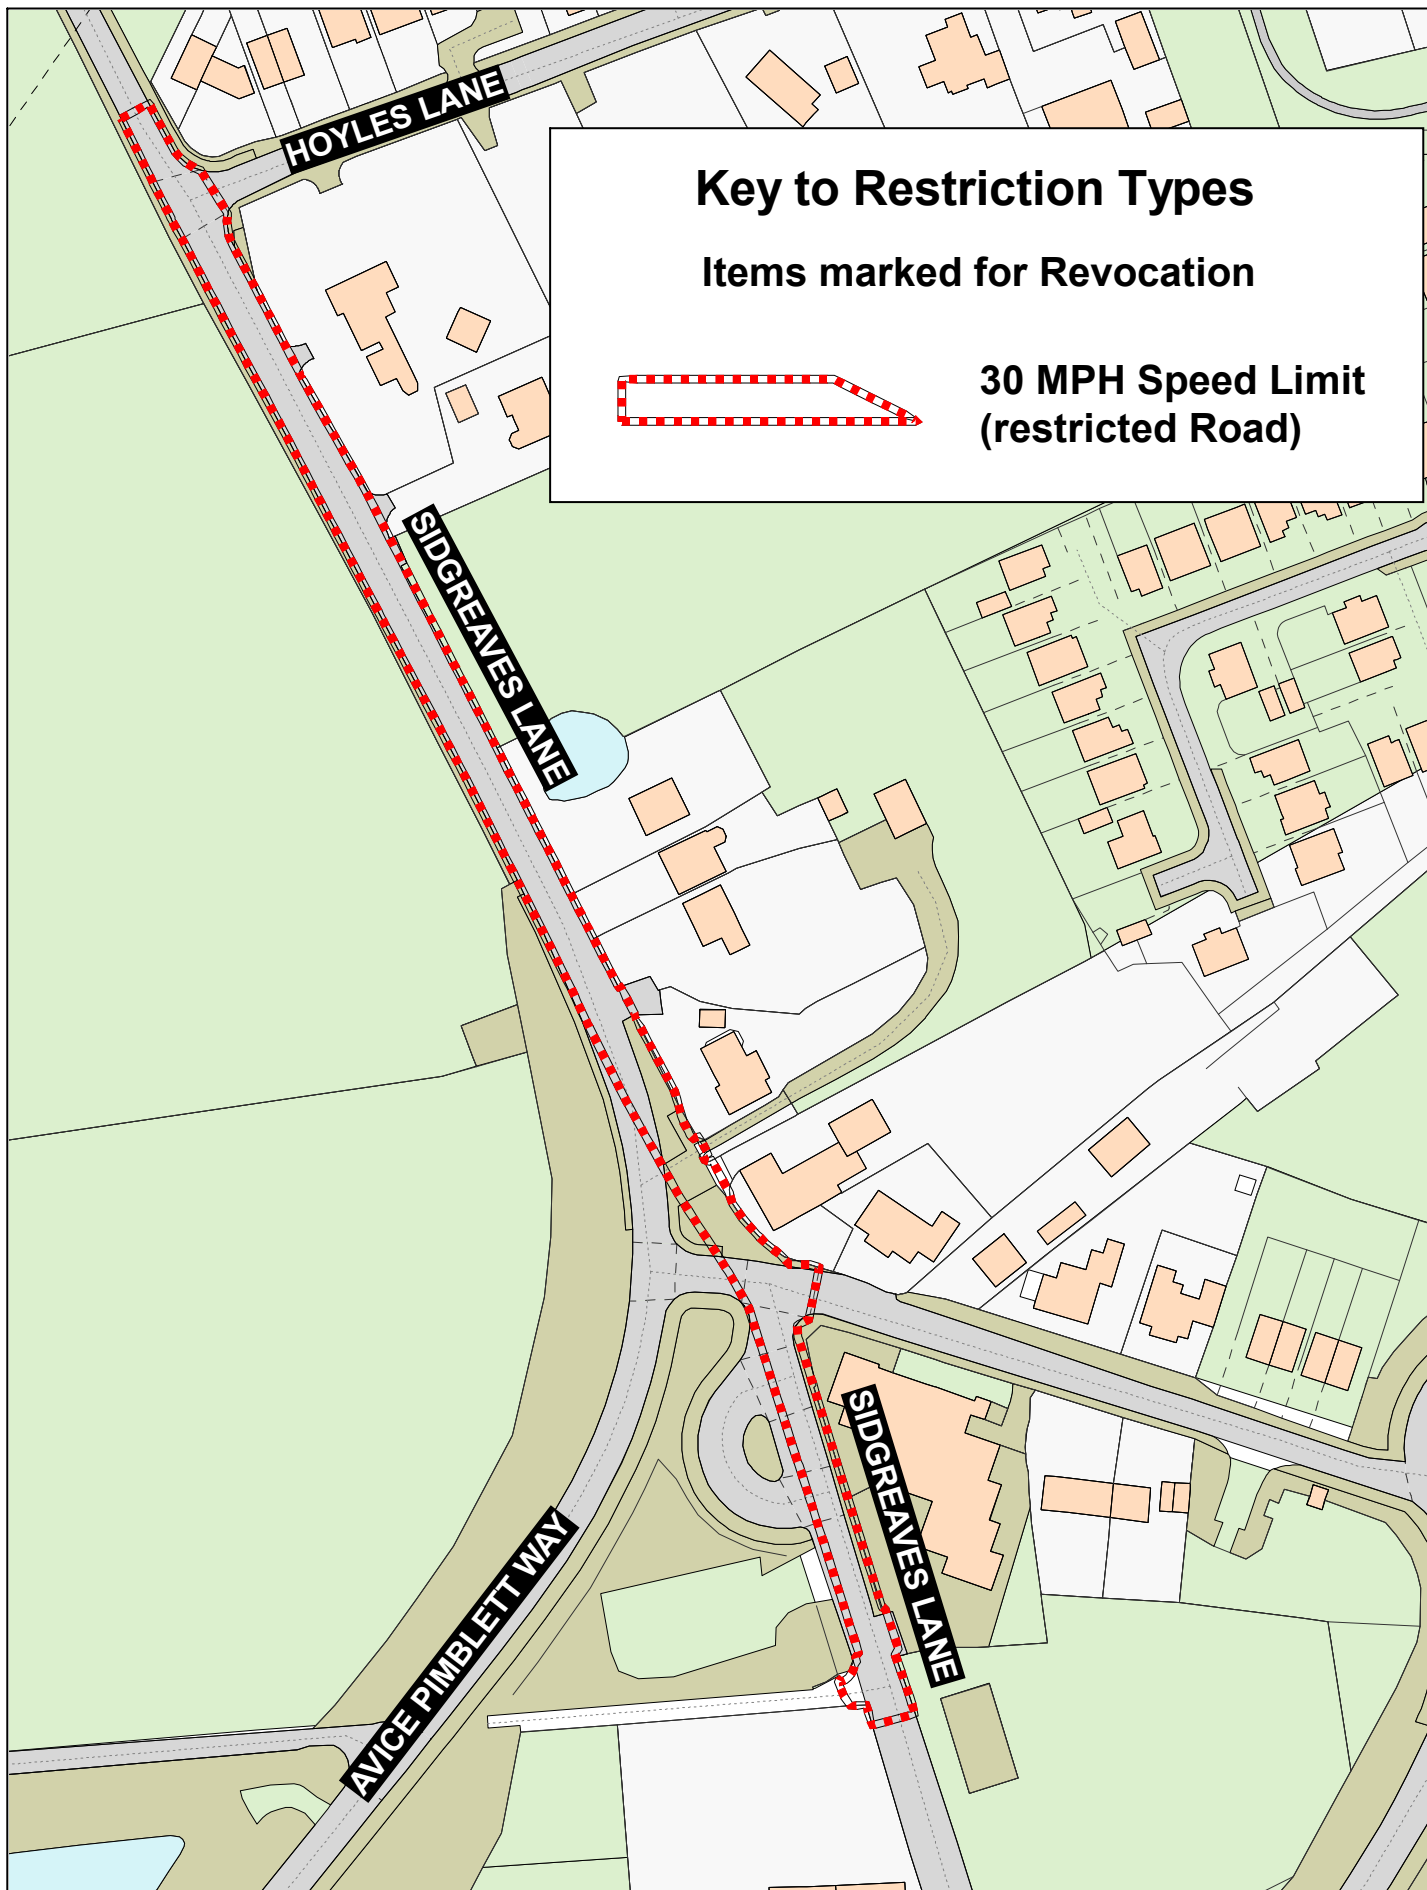 HOYLES LANE
Key to Restriction Types
Items marked for Revocation
30 MPH Speed Limit
(restricted Road)
SIDGREAVES LANE
SIDGREAVES LANE
AVICE PIMBLETT WAY